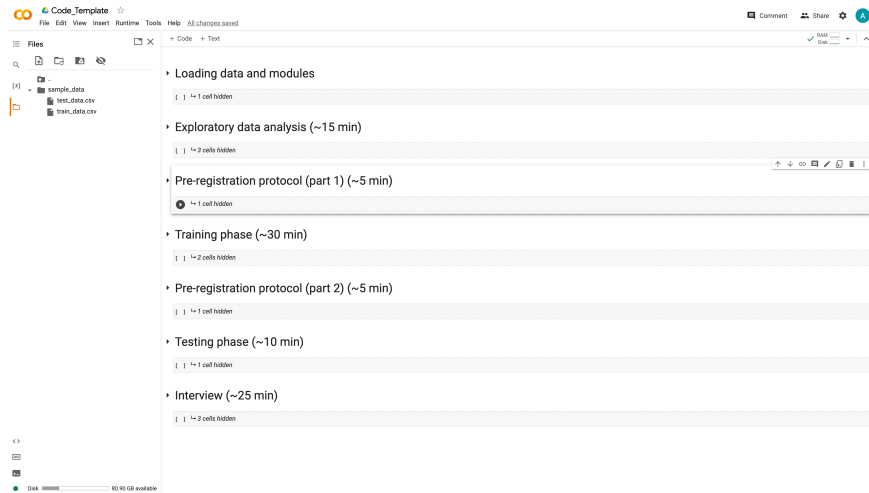 Code_Template
File Edit View Insert Runtime Tools Help All changes saved
Comment Share A
Files
+ Code + Text
RAM
Disk
{x}
..
sample_data
test_data.csv
train_data.csv
Loading data and modules
[ ] ↳ 1 cell hidden
Exploratory data analysis (~15 min)
[ ] ↳ 3 cells hidden
Pre-registration protocol (part 1) (~5 min)
↳ 1 cell hidden
Training phase (~30 min)
[ ] ↳ 2 cells hidden
Pre-registration protocol (part 2) (~5 min)
[ ] ↳ 1 cell hidden
Testing phase (~10 min)
[ ] ↳ 1 cell hidden
Interview (~25 min)
[ ] ↳ 3 cells hidden
Disk 80.90 GB available